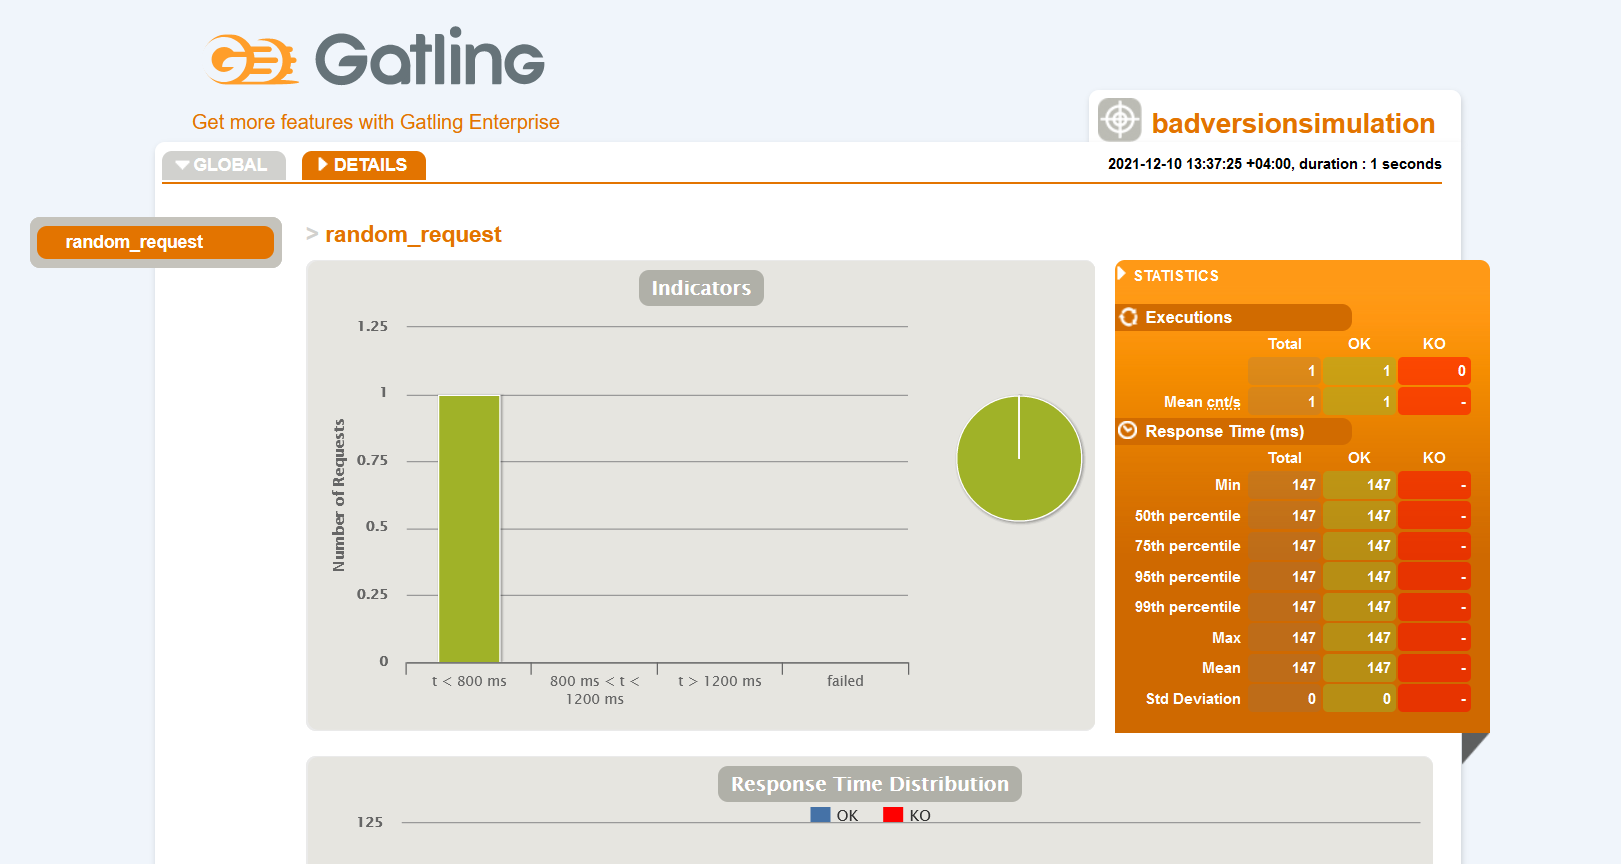 Gatling
Get more features with Gatling Enterprise
badversionsimulation
GLOBAL
DETAILS
2021-12-10 13:37:25 +04:00, duration : 1 seconds
random_request
> random_request
Indicators
1.25
1
0.75
0.5
0.25
0
Number of Requests
t < 800 ms
800 ms < t <
1200 ms
t > 1200 ms
failed
STATISTICS
Executions
Total OK KO
1 1 0
Mean cnt/s 1 1 -
Response Time (ms)
Total OK KO
Min 147 147 -
50th percentile 147 147 -
75th percentile 147 147 -
95th percentile 147 147 -
99th percentile 147 147 -
Max 147 147 -
Mean 147 147 -
Std Deviation 0 0 -
Response Time Distribution
OK KO
125